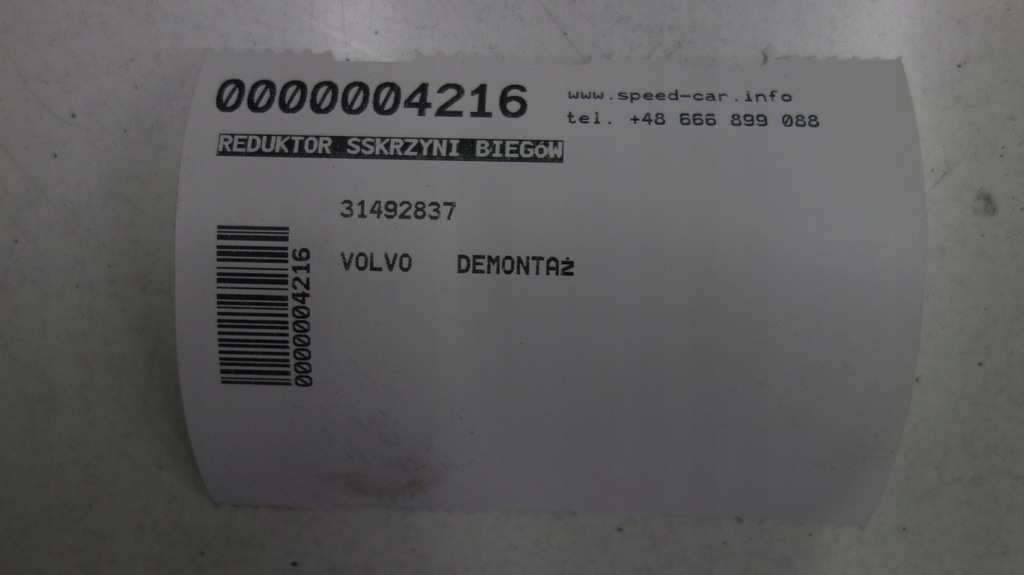 0000004216
www.speed-car.info
tel. +48 666 899 088
REDUKTOR SSKRZYNI BIEGóW
31492837
VOLVO DEMONTAż
0000004216